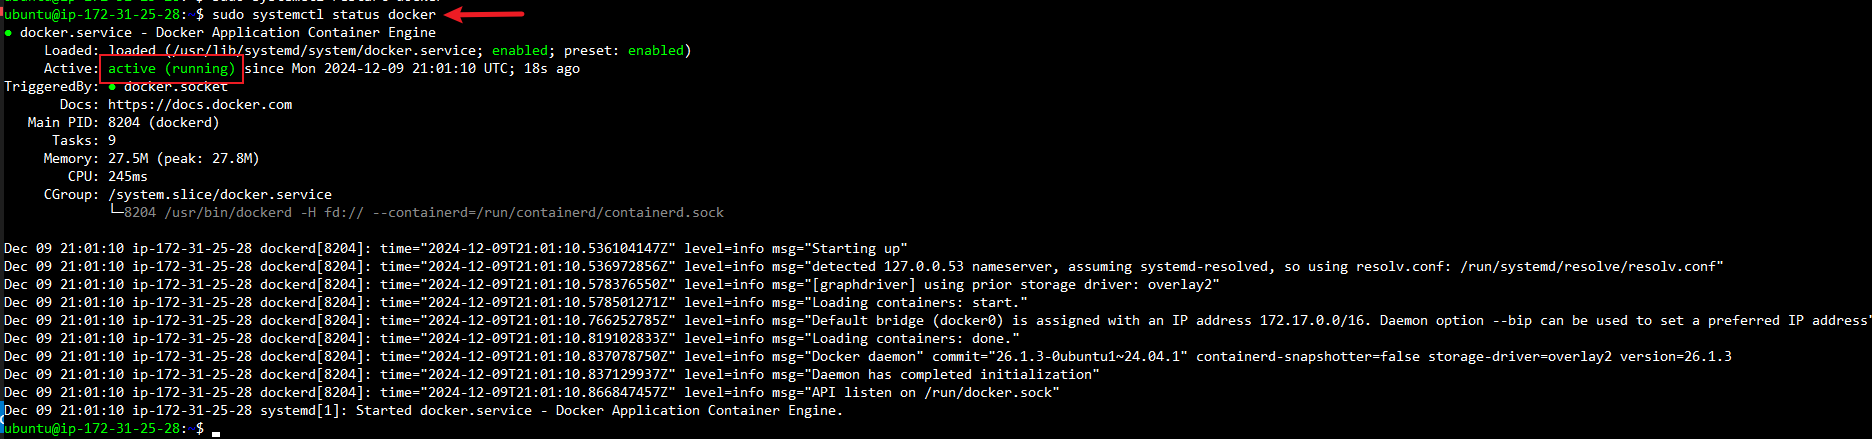 ubuntu@ip-172-31-25-28:~$ sudo systemctl status docker
● docker.service - Docker Application Container Engine
Loaded: loaded (/usr/lib/systemd/system/docker.service; enabled; preset: enabled)
Active: active (running) since Mon 2024-12-09 21:01:10 UTC; 18s ago
TriggeredBy: ● docker.socket
Docs: https://docs.docker.com
Main PID: 8204 (dockerd)
Tasks: 9
Memory: 27.5M (peak: 27.8M)
CPU: 245ms
CGroup: /system.slice/docker.service
└─8204 /usr/bin/dockerd -H fd:// --containerd=/run/containerd/containerd.sock
Dec 09 21:01:10 ip-172-31-25-28 dockerd[8204]: time="2024-12-09T21:01:10.536104147Z" level=info msg="Starting up"
Dec 09 21:01:10 ip-172-31-25-28 dockerd[8204]: time="2024-12-09T21:01:10.536972856Z" level=info msg="detected 127.0.0.53 nameserver, assuming systemd-resolved, so using resolv.conf: /run/systemd/resolve/resolv.conf"
Dec 09 21:01:10 ip-172-31-25-28 dockerd[8204]: time="2024-12-09T21:01:10.578376550Z" level=info msg="[graphdriver] using prior storage driver: overlay2"
Dec 09 21:01:10 ip-172-31-25-28 dockerd[8204]: time="2024-12-09T21:01:10.578501271Z" level=info msg="Loading containers: start."
Dec 09 21:01:10 ip-172-31-25-28 dockerd[8204]: time="2024-12-09T21:01:10.766252785Z" level=info msg="Default bridge (docker0) is assigned with an IP address 172.17.0.0/16. Daemon option --bip can be used to set a preferred IP address"
Dec 09 21:01:10 ip-172-31-25-28 dockerd[8204]: time="2024-12-09T21:01:10.819102833Z" level=info msg="Loading containers: done."
Dec 09 21:01:10 ip-172-31-25-28 dockerd[8204]: time="2024-12-09T21:01:10.837078750Z" level=info msg="Docker daemon" commit="26.1.3-0ubuntu1~24.04.1" containerd-snapshotter=false storage-driver=overlay2 version=26.1.3
Dec 09 21:01:10 ip-172-31-25-28 dockerd[8204]: time="2024-12-09T21:01:10.837129937Z" level=info msg="Daemon has completed initialization"
Dec 09 21:01:10 ip-172-31-25-28 dockerd[8204]: time="2024-12-09T21:01:10.866847457Z" level=info msg="API listen on /run/docker.sock"
Dec 09 21:01:10 ip-172-31-25-28 systemd[1]: Started docker.service - Docker Application Container Engine.
ubuntu@ip-172-31-25-28:~$